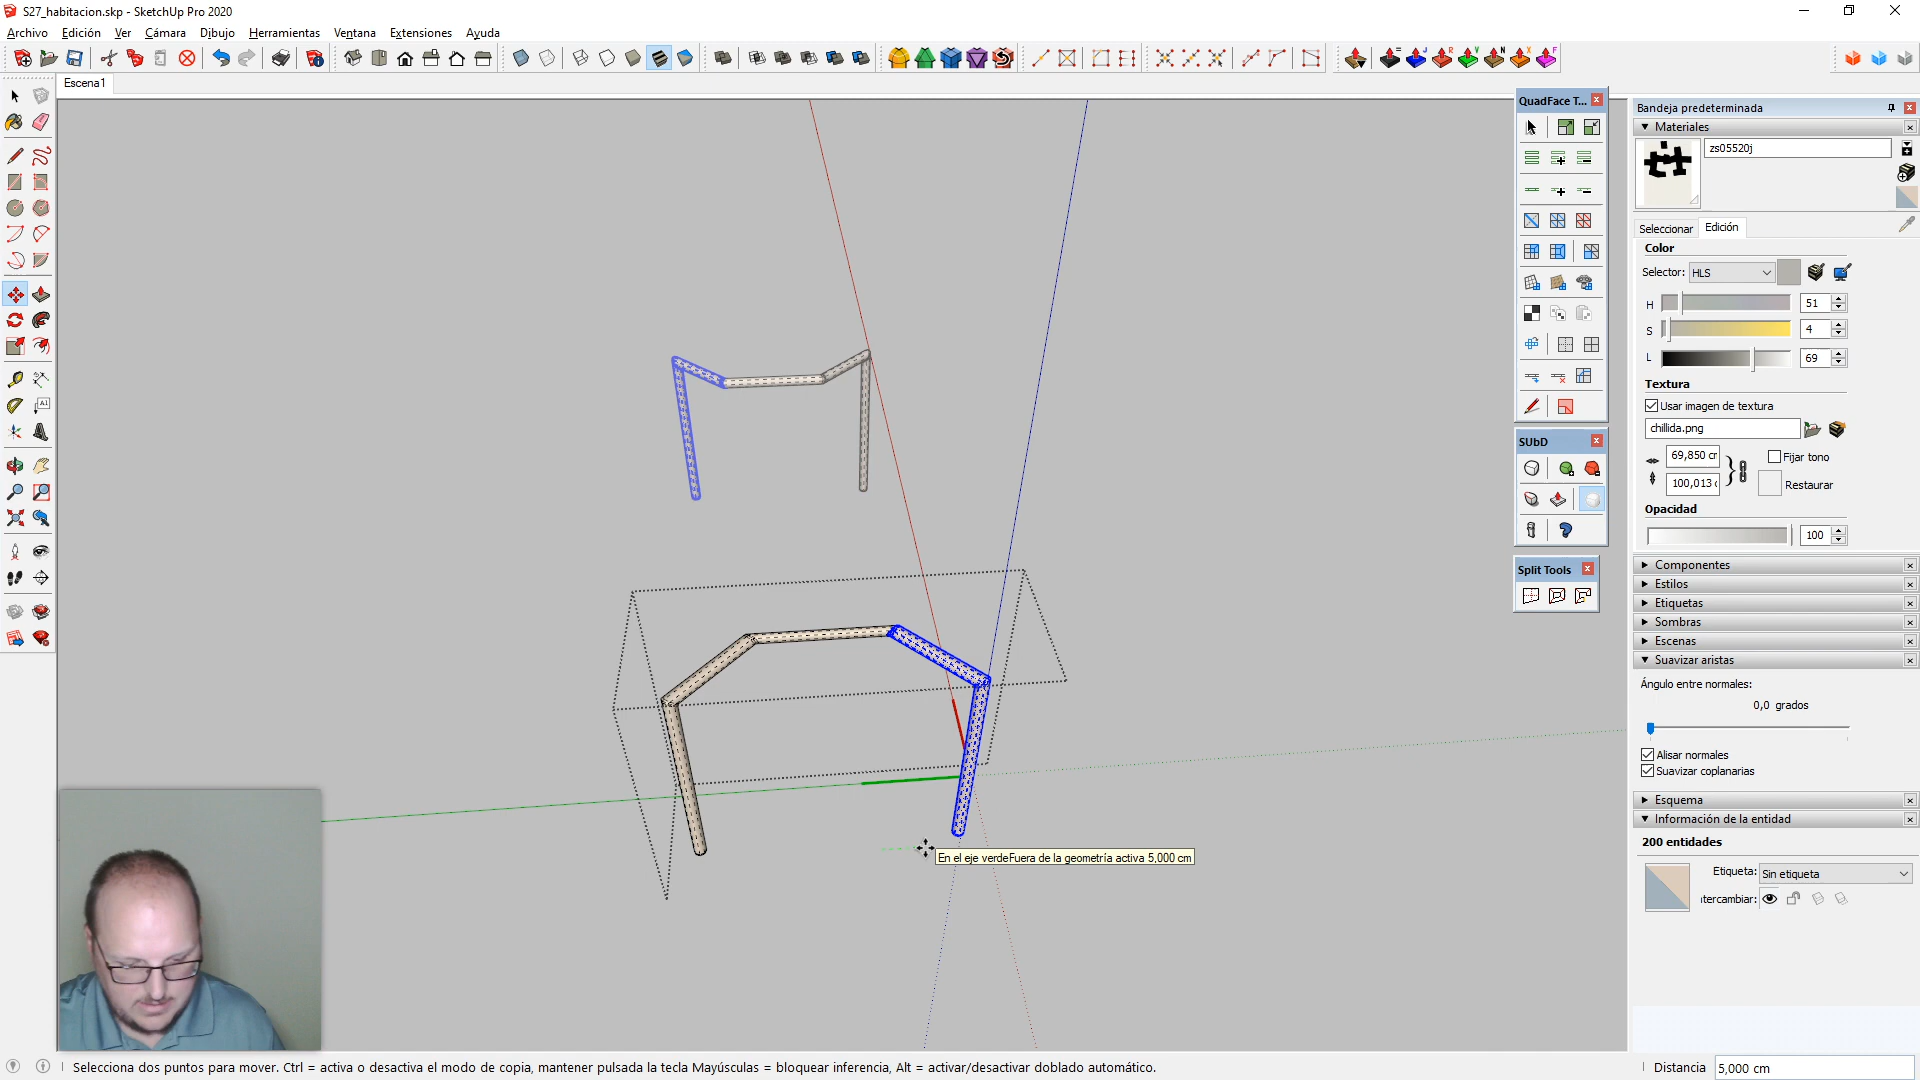 S27_habitacion.skp - SketchUp Pro 2020
Archivo Edición Ver Cámara Dibujo Herramientas Ventana Extensiones Ayuda
Escena1
QuadFace T...
SUbD
Split Tools
Bandeja predeterminada
Materiales
zs05520j
Seleccionar Edición
Color
Selector: HLS
H 51
S 4
L 69
Textura
Usar imagen de textura
chillida.png
69,850 cr
Fijar tono
100,013
Restaurar
Opacidad
100
Componentes
Estilos
Etiquetas
Sombras
Escenas
Suavizar aristas
Ángulo entre normales:
0,0 grados
Alisar normales
Suavizar coplanarias
Esquema
Información de la entidad
200 entidades
Etiqueta: Sin etiqueta
tercambiar:
En el eje verdeFuera de la geometría activa 5,000 cm
Selecciona dos puntos para mover. Ctrl = activa o desactiva el modo de copia, mantener pulsada la tecla Mayúsculas = bloquear inferencia, Alt = activar/desactivar doblado automático.
Distancia 5,000 cm